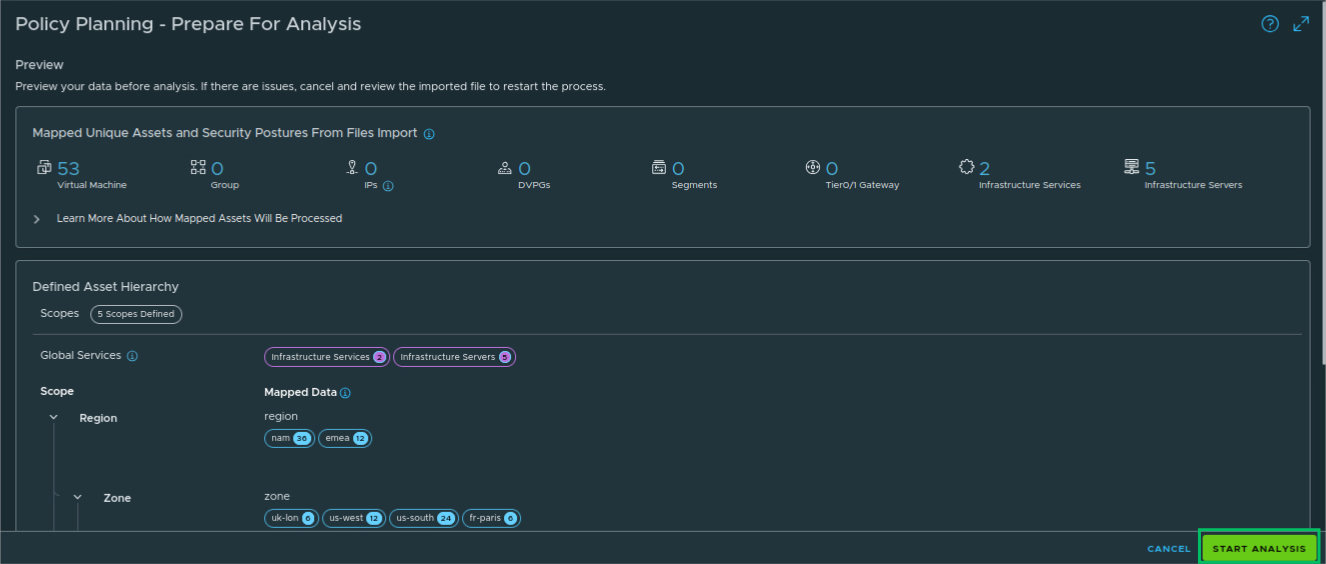 Policy Planning - Prepare For Analysis
Preview
Preview your data before analysis. If there are issues, cancel and review the imported file to restart the process.
Mapped Unique Assets and Security Postures From Files Import
53 0 0 0 0 0 2 5
Virtual Machine Group IPs DVPGs Segments Tier0/1 Gateway Infrastructure Services Infrastructure Servers
Learn More About How Mapped Assets Will Be Processed
Defined Asset Hierarchy
Scopes 5 Scopes Defined
Global Services Infrastructure Services 2 Infrastructure Servers 5
Scope Mapped Data
Region region
nam 36 emea 12
Zone zone
uk-lon 6 us-west 12 us-south 24 fr-paris 6
CANCEL START ANALYSIS